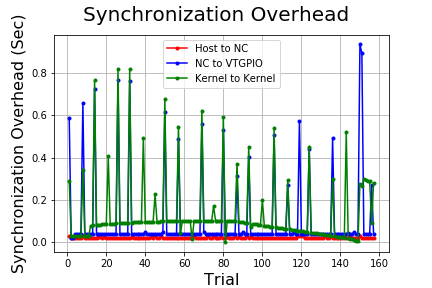 Synchronization Overhead
Host to NC
NC to VTGPIO
Kernel to Kernel
Synchronization Overhead (Sec)
0.8
0.6
0.4
0.2
0.0
0 20 40 60 80 100 120 140 160
Trial